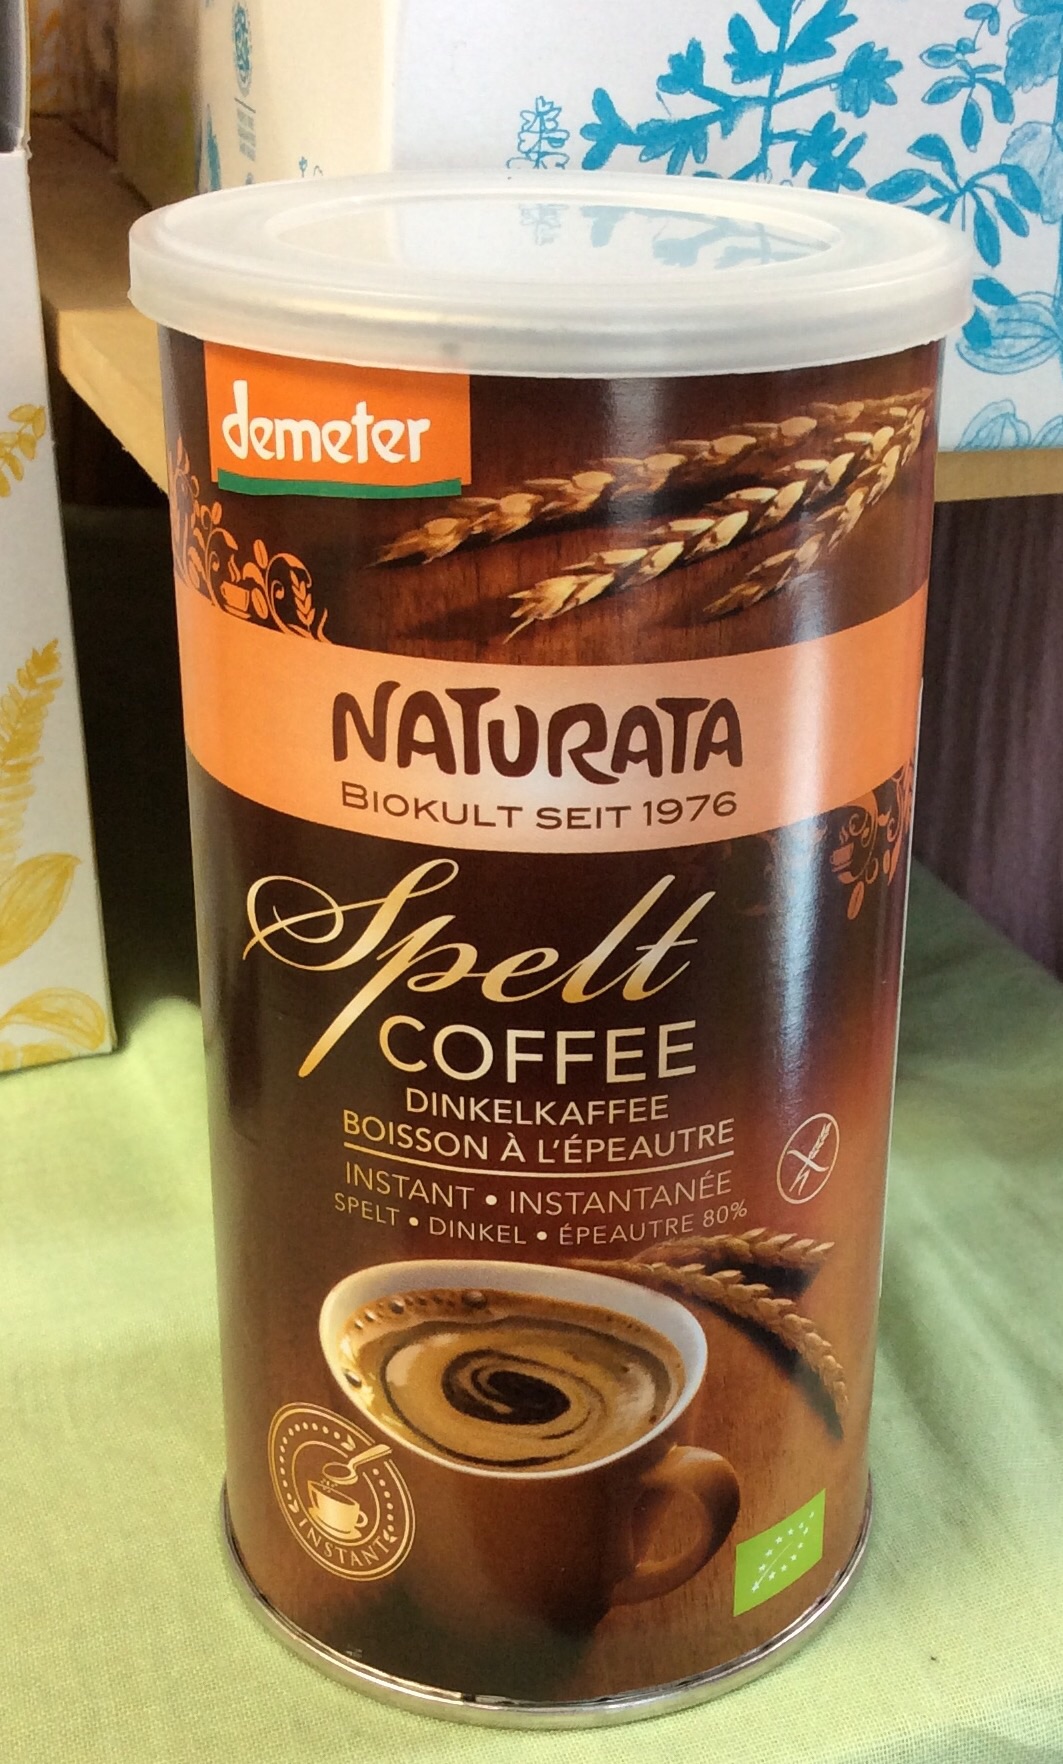 demeter
NATURATA
BIOKULT SEIT 1976
Spelt
COFFEE
DINKELKAFFEE
BOISSON À L'ÉPEAUTRE
INSTANT • INSTANTANÉE
SPELT • DINKEL • ÉPEAUTRE 80%
INSTANT